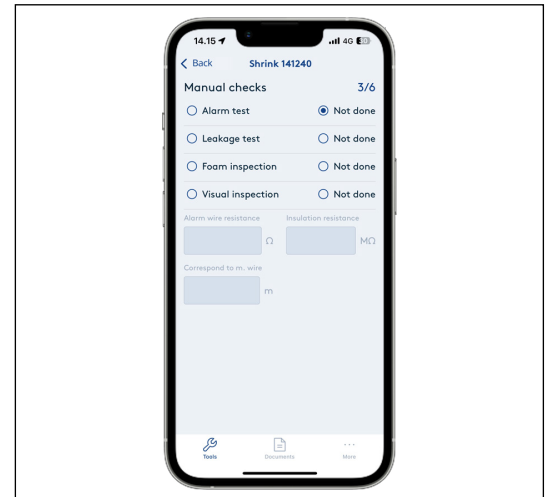 14.15 4G 30
Back Shrink 141240
Manual checks 3/6
Alarm test Not done
Leakage test Not done
Foam inspection Not done
Visual inspection Not done
Alarm wire resistance Insulation resistance
Ω MΩ
Correspond to m. wire
m
Tools Documents More